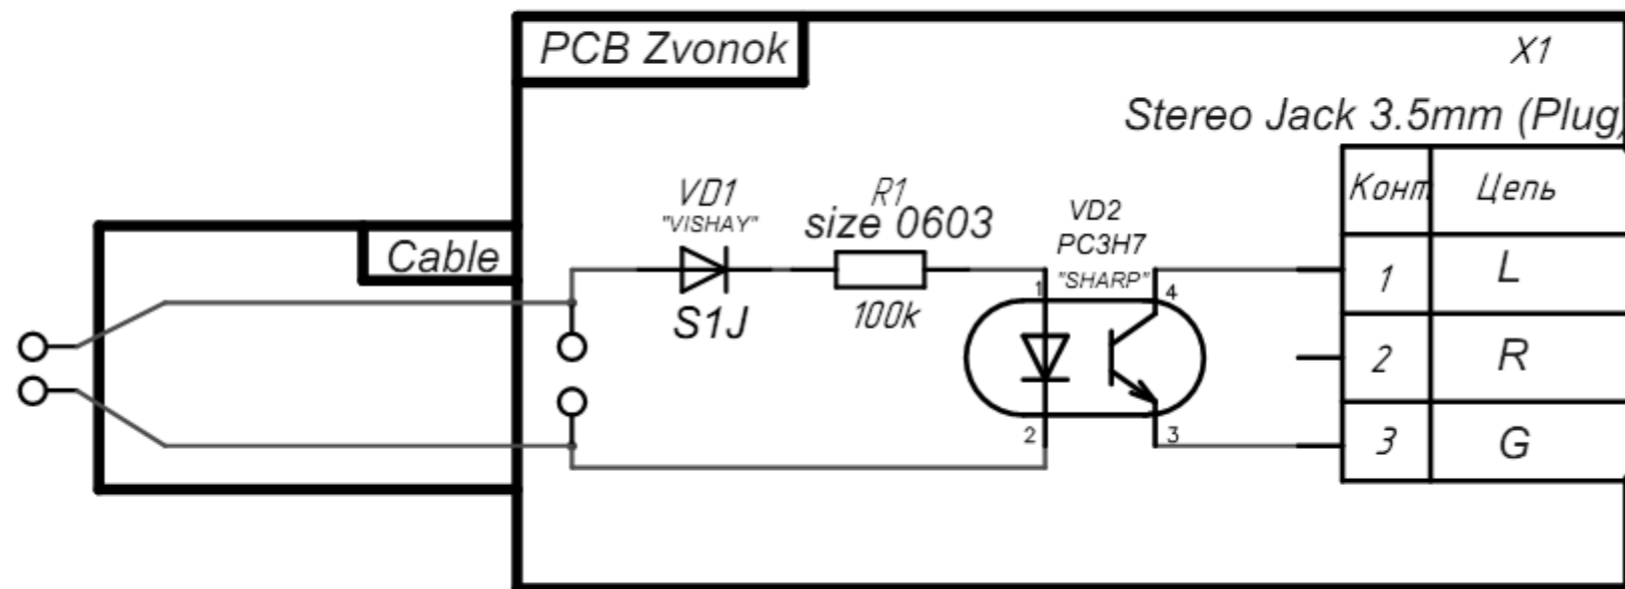 PCB Zvonok
X1
Stereo Jack 3.5mm (Plug)
Конт
Цепь
VD1
"VISHAY"
S1J
R1
size 0603
100k
VD2
PC3H7
"SHARP"
1
4
2
3
Cable
1
L
2
R
3
G